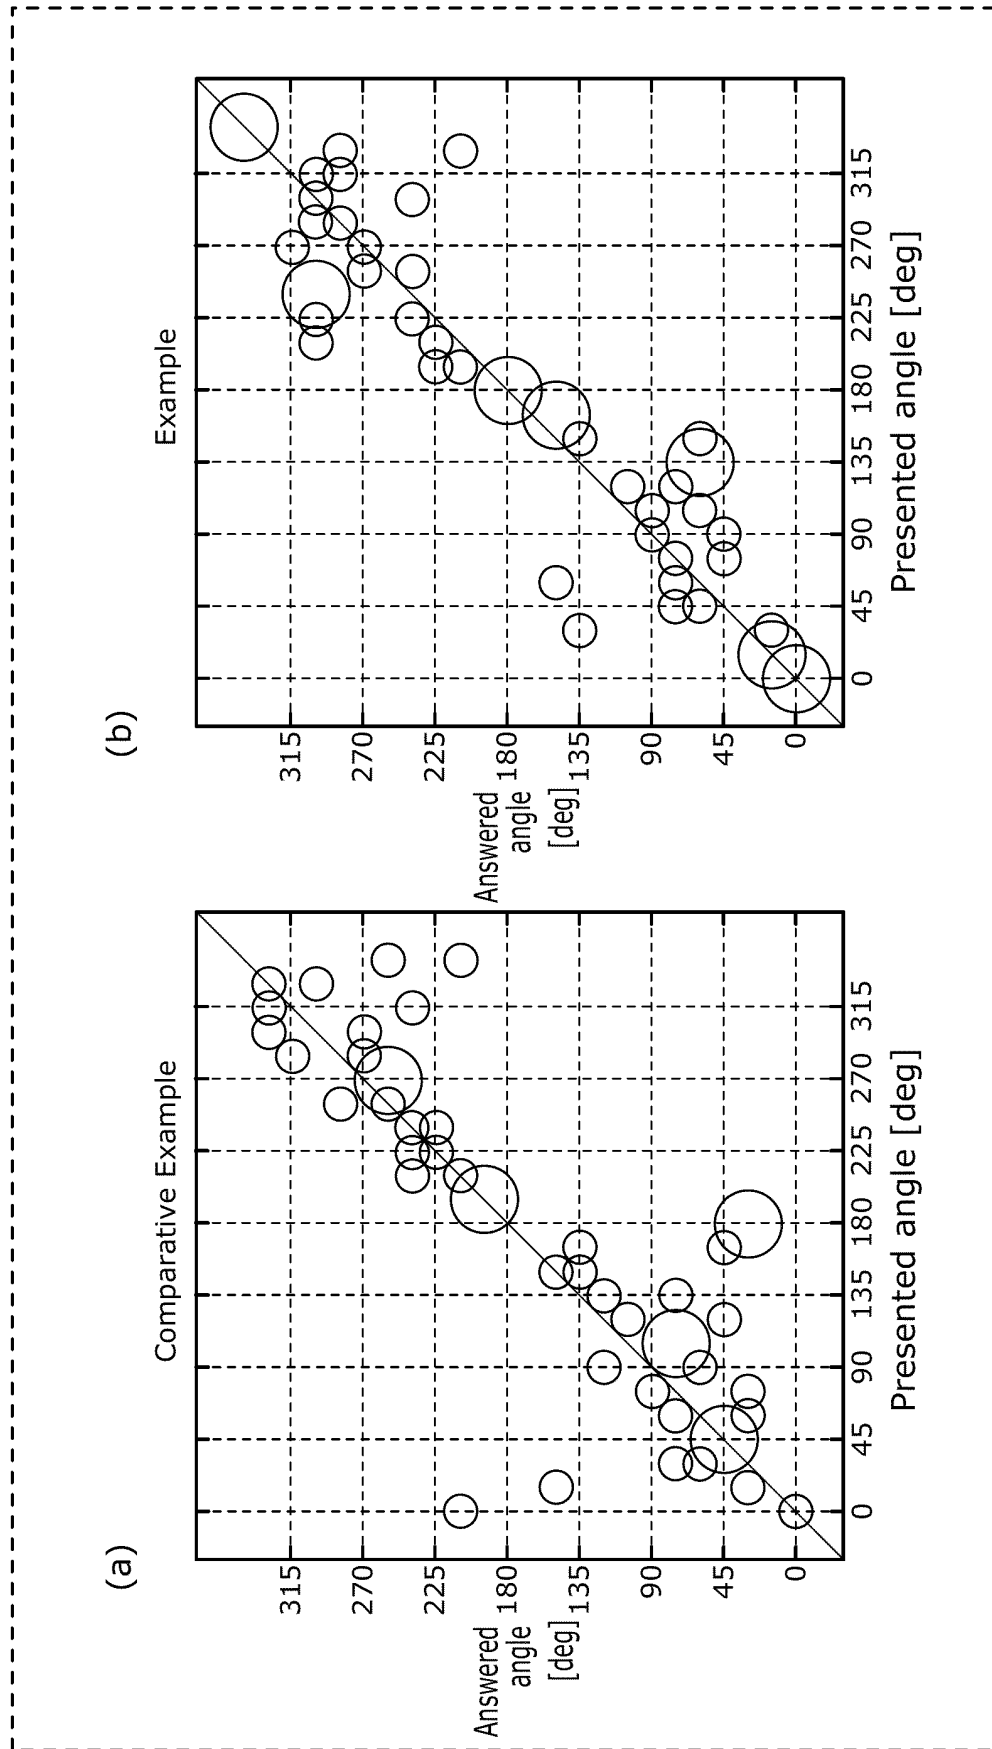 (a)
Comparative Example
Answered
angle
[deg]
315
270
225
180
135
90
45
0
0 45 90 135 180 225 270 315
Presented angle [deg]
(b)
Example
Answered
angle
[deg]
315
270
225
180
135
90
45
0
0 45 90 135 180 225 270 315
Presented angle [deg]